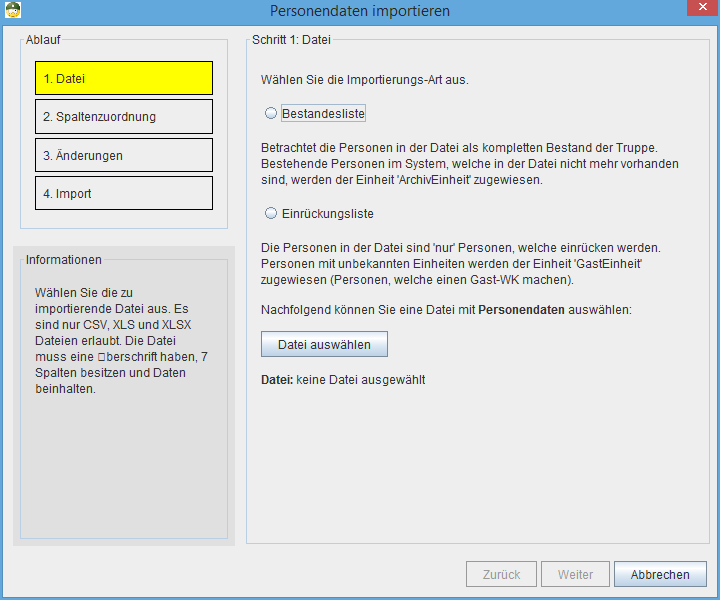 Personendaten importieren
Ablauf
1. Datei
2. Spaltenzuordnung
3. Änderungen
4. Import
Informationen
Wählen Sie die zu
importierende Datei aus. Es
sind nur CSV, XLS und XLSX
Dateien erlaubt. Die Datei
muss eine □berschrift haben, 7
Spalten besitzen und Daten
beinhalten.
Schritt 1: Datei
Wählen Sie die Importierungs-Art aus.
Bestandesliste
Betrachtet die Personen in der Datei als kompletten Bestand der Truppe.
Bestehende Personen im System, welche in der Datei nicht mehr vorhanden
sind, werden der Einheit 'ArchivEinheit' zugewiesen.
Einrückungsliste
Die Personen in der Datei sind 'nur' Personen, welche einrücken werden.
Personen mit unbekannten Einheiten werden der Einheit 'GastEinheit'
zugewiesen (Personen, welche einen Gast-WK machen).
Nachfolgend können Sie eine Datei mit Personendaten auswählen:
Datei auswählen
Datei: keine Datei ausgewählt
Zurück
Weiter
Abbrechen